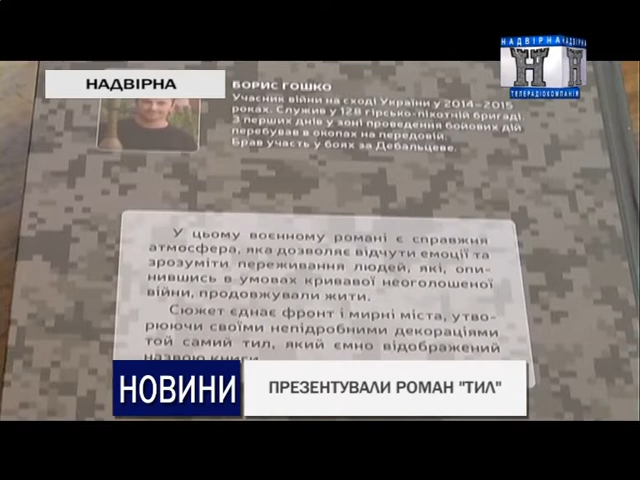 НАДВІРНА НАДВІРНА
Н Н
ТЕЛЕРАДІОКОМПАНІЯ
НАДВІРНА
БОРИС ГОШКО
Учасник війни на сході України у 2014–2015
роках. Служив у 128 гірсько-піхотній бригаді.
З перших днів у зоні проведення бойових дій
перебував в окопах на передовій.
Брав участь у боях за Дебальцеве.
У цьому воєнному романі є справжня
атмосфера, яка дозволяє відчути емоції та
зрозуміти переживання людей, які, опи-
нившись в умовах кривавої неоголошеної
війни, продовжували жити.
Сюжет єднає фронт і мирні міста, утво-
рюючи своїми непідробними декораціями
той самий тил, який ємно відображений
назвою книги.
НОВИНИ
ПРЕЗЕНТУВАЛИ РОМАН "ТИЛ"